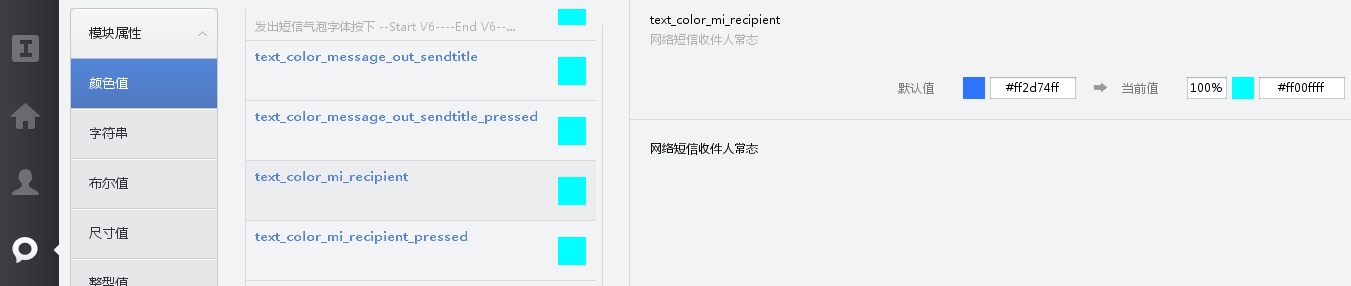 模块属性
颜色值
字符串
布尔值
尺寸值
整型值
发出短信气泡字体按下 --Start V6----End V6--...
text_color_message_out_sendtitle
text_color_message_out_sendtitle_pressed
text_color_mi_recipient
text_color_mi_recipient_pressed
text_color_mi_recipient
网络短信收件人常态
默认值 #ff2d74ff 当前值 100% #ff00ffff
网络短信收件人常态